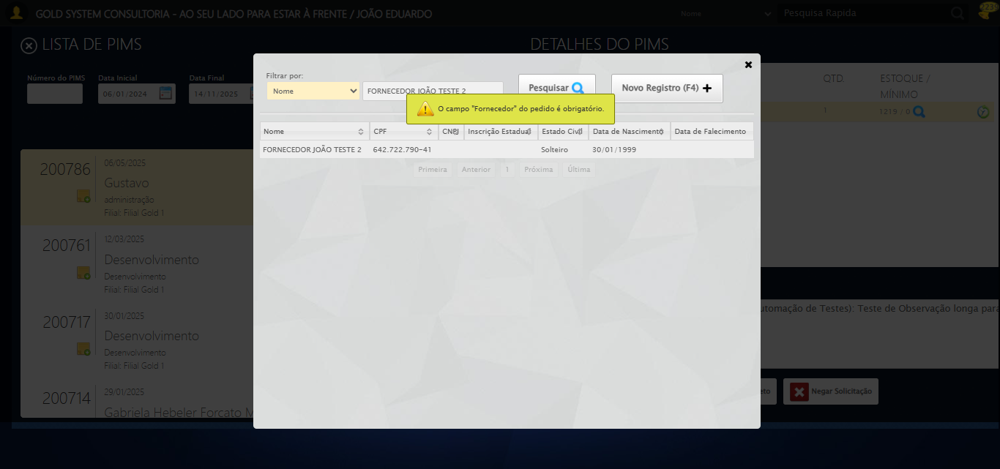 GOLD SYSTEM CONSULTORIA - AO SEU LADO PARA ESTAR À FRENTE / JOÃO EDUARDO
Nome
Pesquisa Rapida
LISTA DE PIMS
DETALHES DO PIMS
Número do PIMS
Data Inicial
Data Final
06/01/2024
14/11/2025
Filtrar por:
Nome
FORNECEDOR JOÃO TESTE 2
Pesquisar
Novo Registro (F4)
QTD.
ESTOQUE /
MÍNIMO
1
1219 / 0
O campo "Fornecedor" do pedido é obrigatório.
Nome
CPF
CNPJ
Inscrição Estadual
Estado Civil
Data de Nascimento
Data de Falecimento
FORNECEDOR JOÃO TESTE 2
642.722.790-41
Solteiro
30/01/1999
Primeira
Anterior
1
Próxima
Última
200786
06/05/2025
Gustavo
administração
Filial: Filial Gold 1
200761
12/03/2025
Desenvolvimento
Desenvolvimento
Filial: Filial Gold 1
200717
30/01/2025
Desenvolvimento
Desenvolvimento
Filial: Filial Gold 1
200714
29/01/2025
Gabriela Hebeler Forcato M
utomação de Testes): Teste de Observação longa para
eto
Negar Solicitação